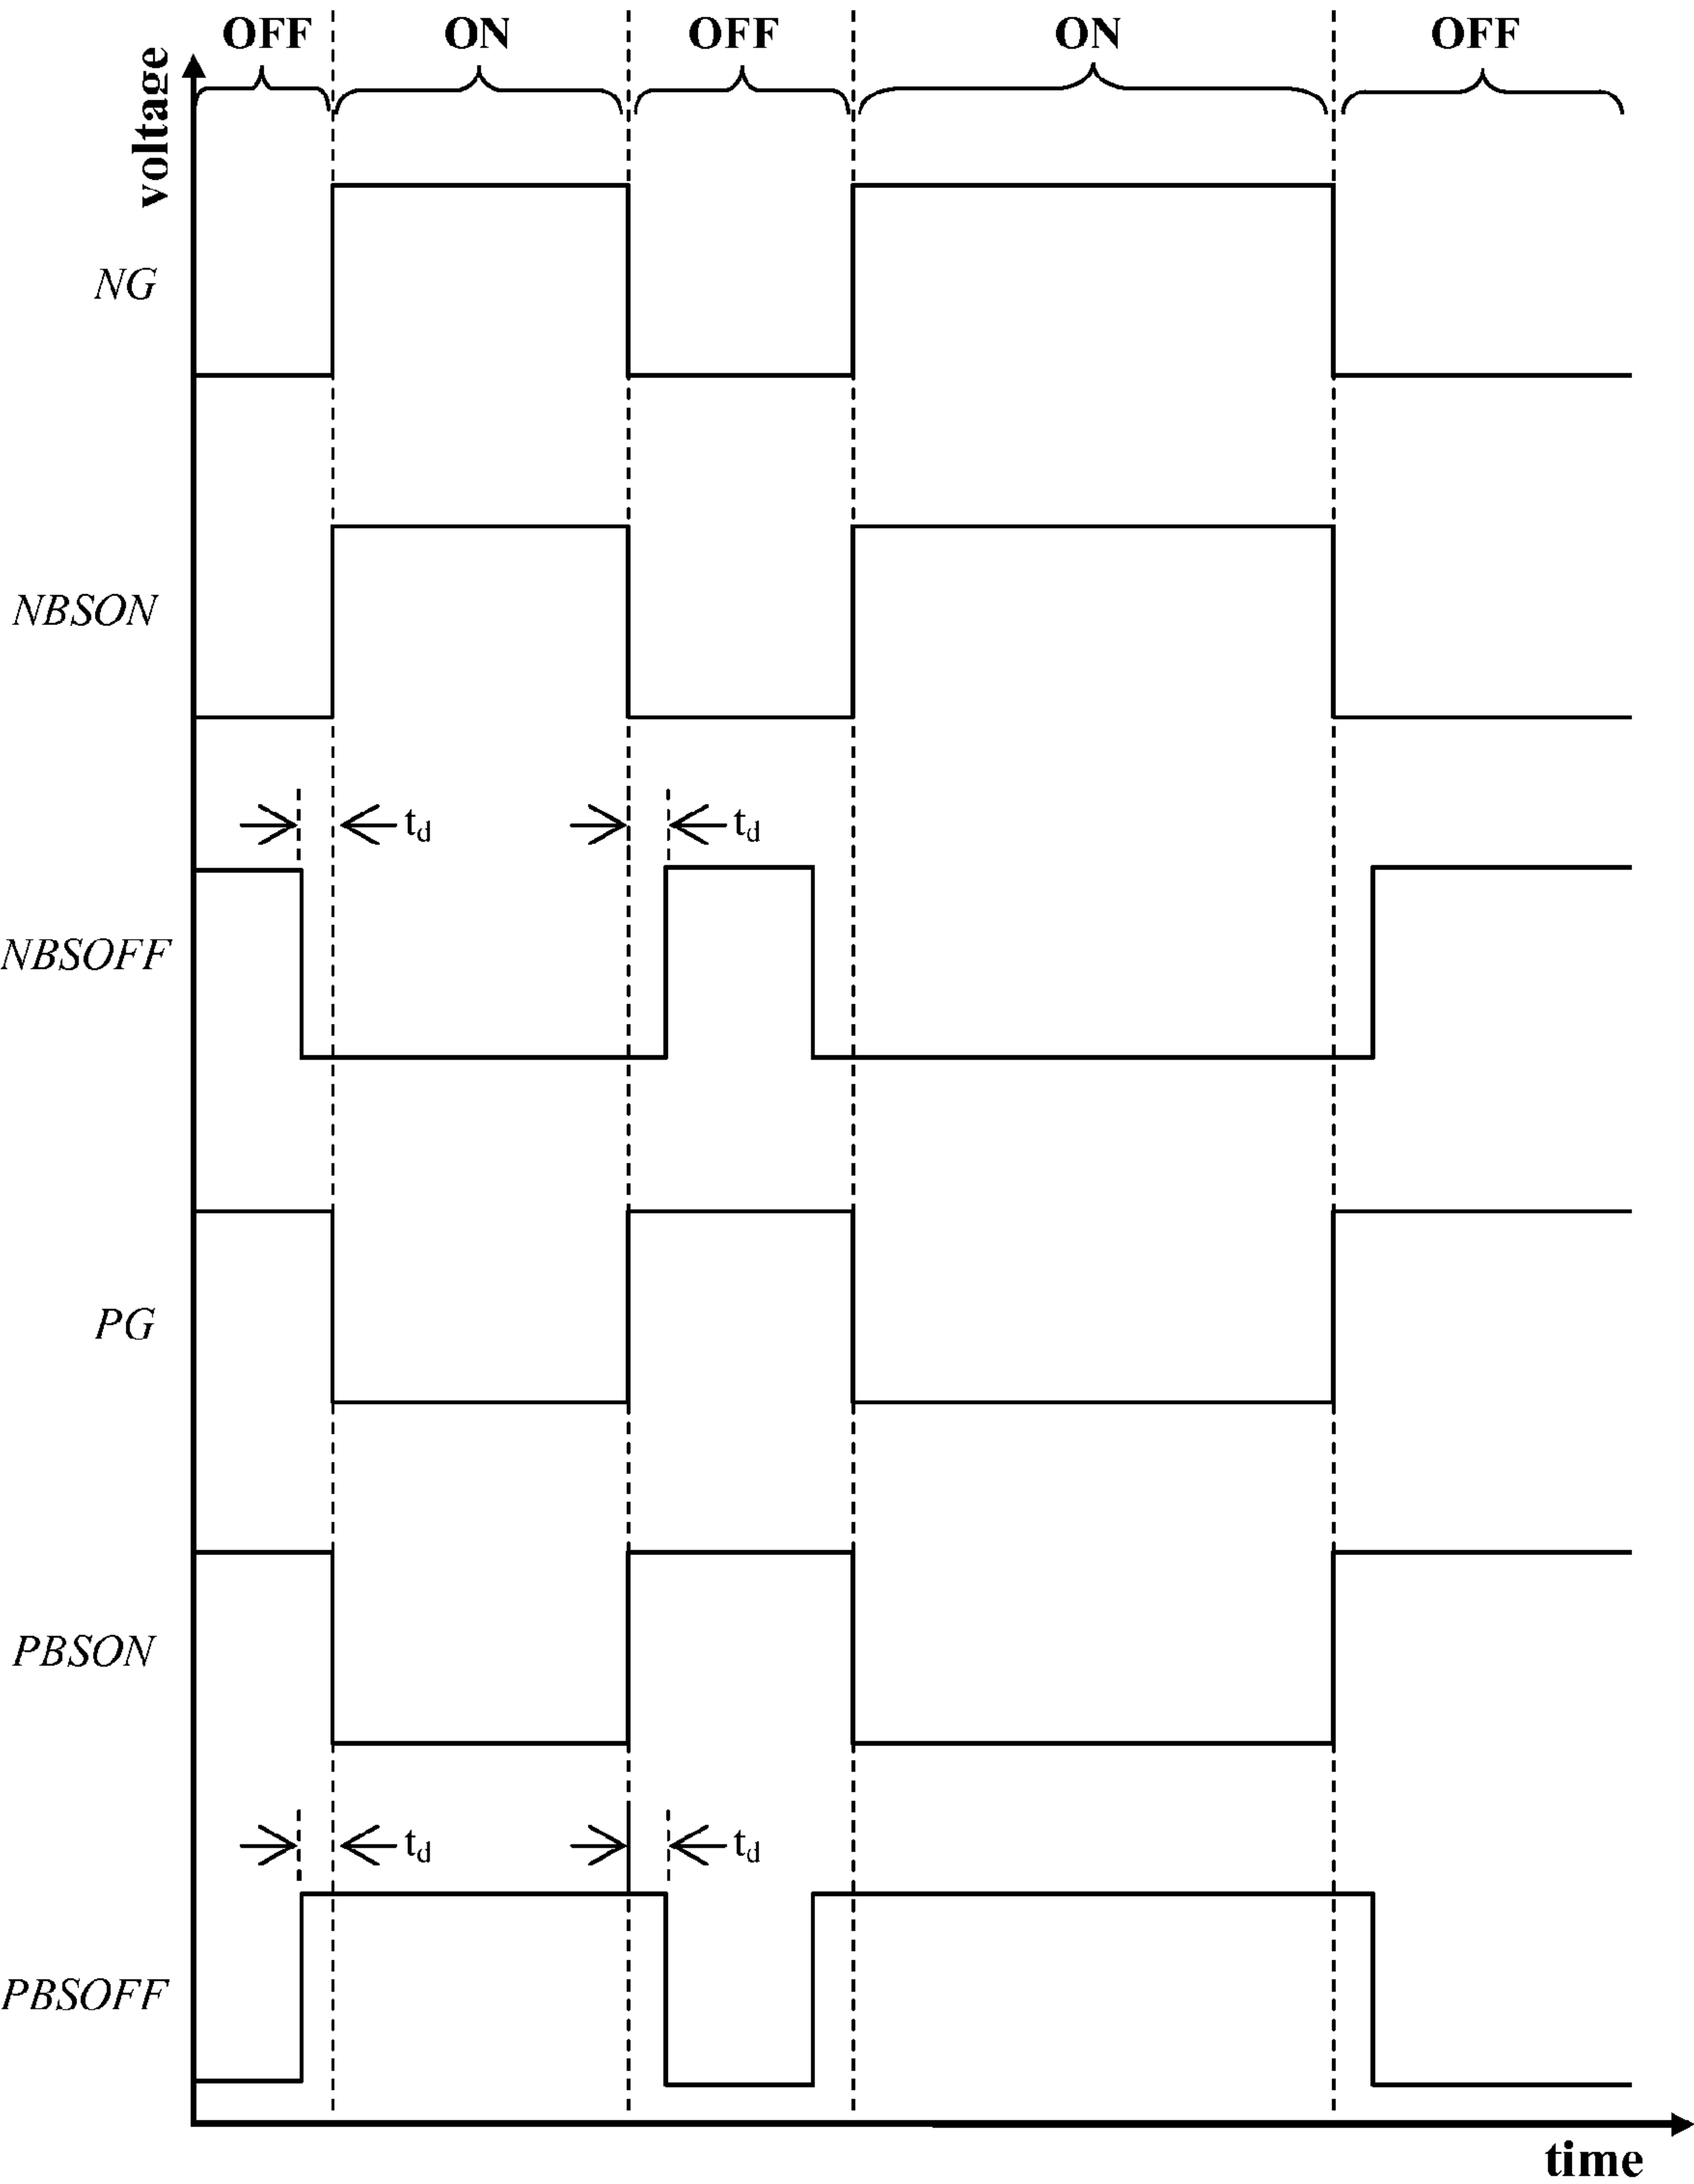 OFF ON OFF ON OFF
voltage
NG
NBSON
td td
NBSOFF
PG
PBSON
td td
PBSOFF
time